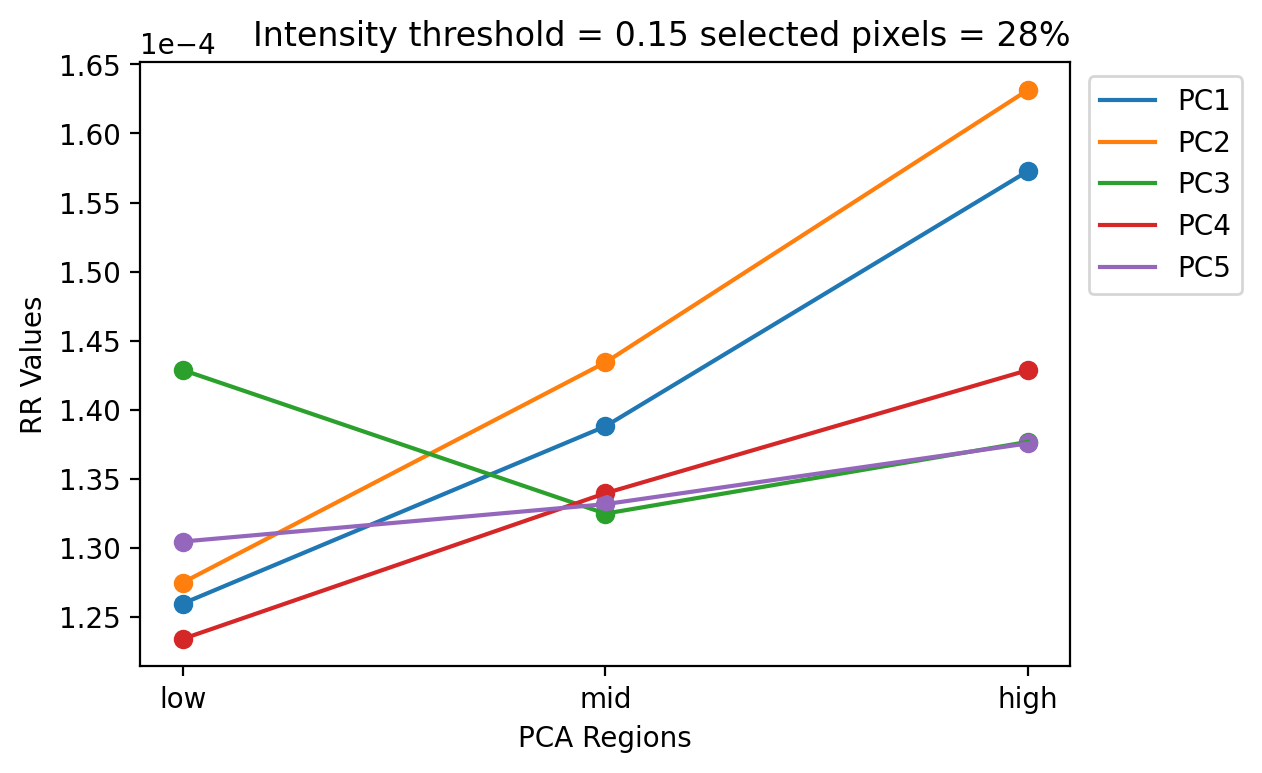 Intensity threshold = 0.15 selected pixels = 28%
1e−4
1.65
1.60
1.55
1.50
1.45
1.40
1.35
1.30
1.25
RR Values
low mid high
PCA Regions
PC1
PC2
PC3
PC4
PC5